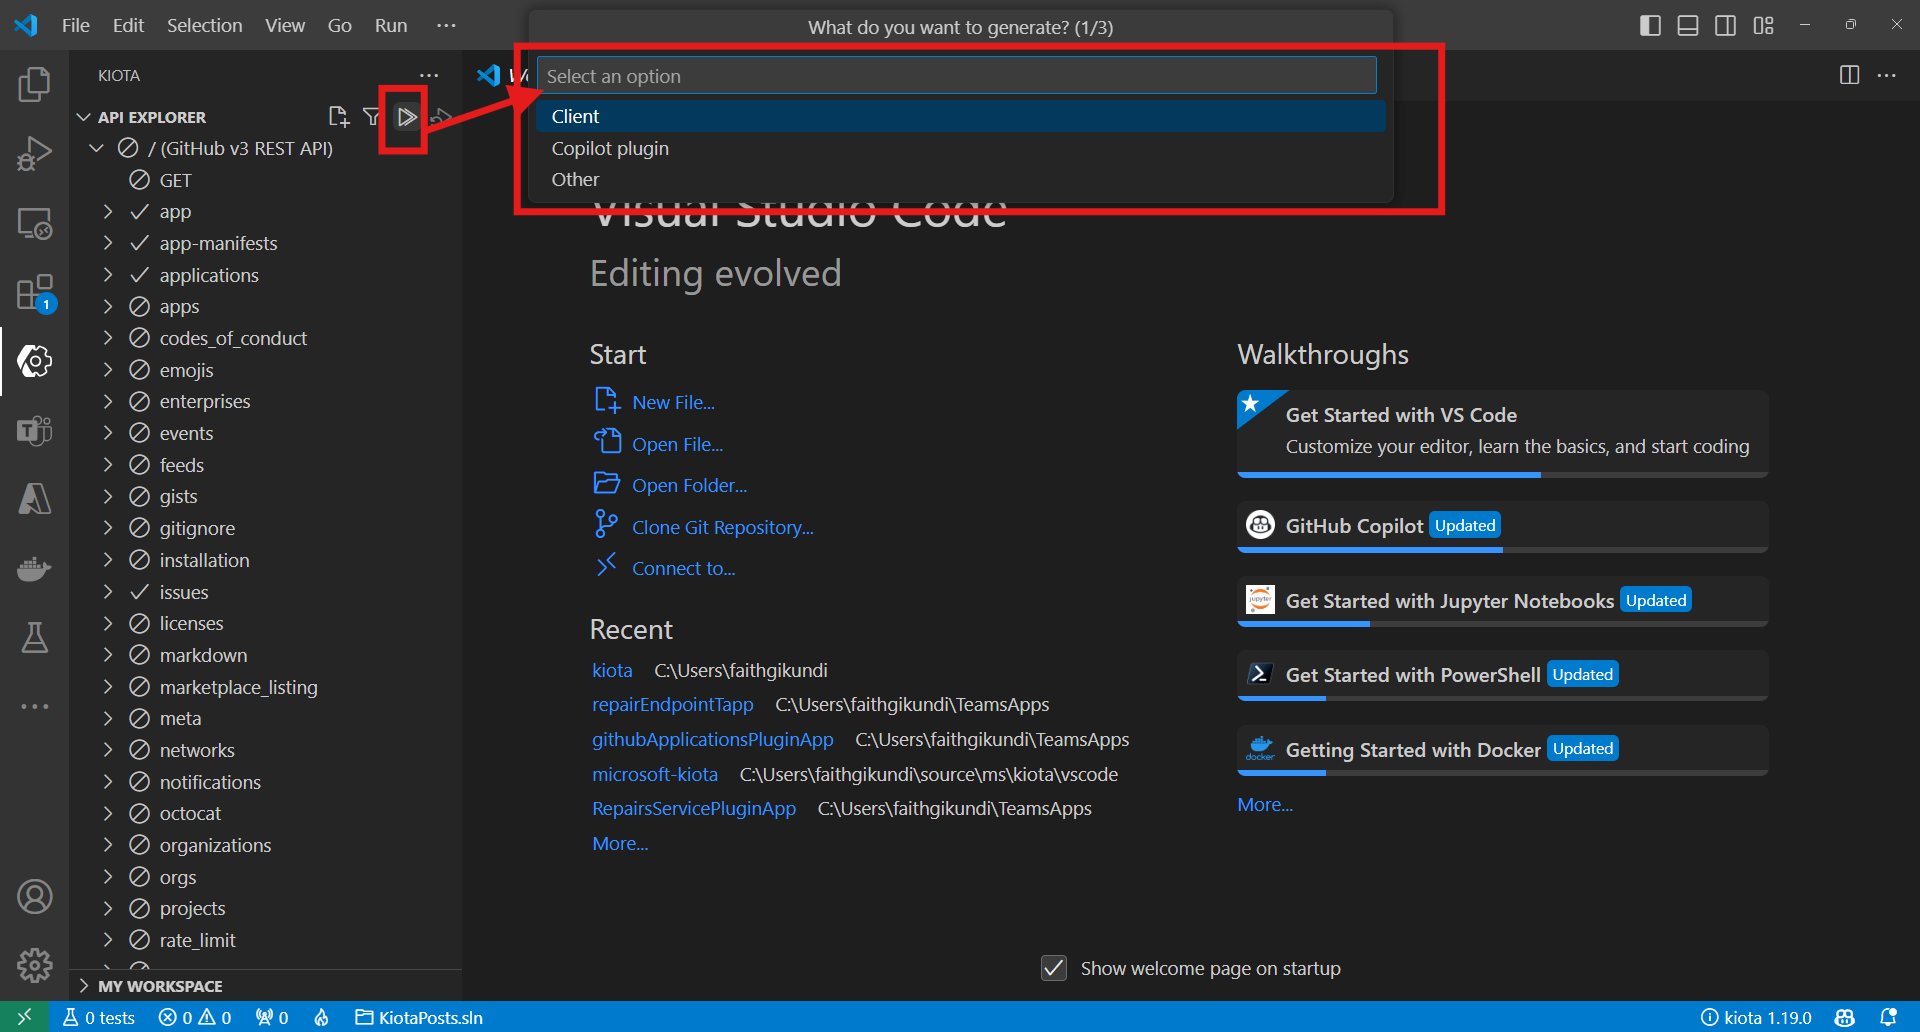 File Edit Selection View Go Run ···
What do you want to generate? (1/3)
KIOTA
Select an option
Client
Copilot plugin
Other
API EXPLORER
/ (GitHub v3 REST API)
GET
app
app-manifests
applications
apps
codes_of_conduct
emojis
enterprises
events
feeds
gists
gitignore
installation
issues
licenses
markdown
marketplace_listing
meta
networks
notifications
octocat
organizations
orgs
projects
rate_limit
MY WORKSPACE
1
Visual Studio Code
Editing evolved
Start
New File...
Open File...
Open Folder...
Clone Git Repository...
Connect to...
Recent
kiota C:\Users\faithgikundi
repairEndpointTapp C:\Users\faithgikundi\TeamsApps
githubApplicationsPluginApp C:\Users\faithgikundi\TeamsApps
microsoft-kiota C:\Users\faithgikundi\source\ms\kiota\vscode
RepairsServicePluginApp C:\Users\faithgikundi\TeamsApps
More...
Walkthroughs
Get Started with VS Code
Customize your editor, learn the basics, and start coding
GitHub Copilot Updated
jupyter
Get Started with Jupyter Notebooks Updated
Get Started with PowerShell Updated
docker
Getting Started with Docker Updated
More...
Show welcome page on startup
0 tests 0 0 0 KiotaPosts.sln kiota 1.19.0